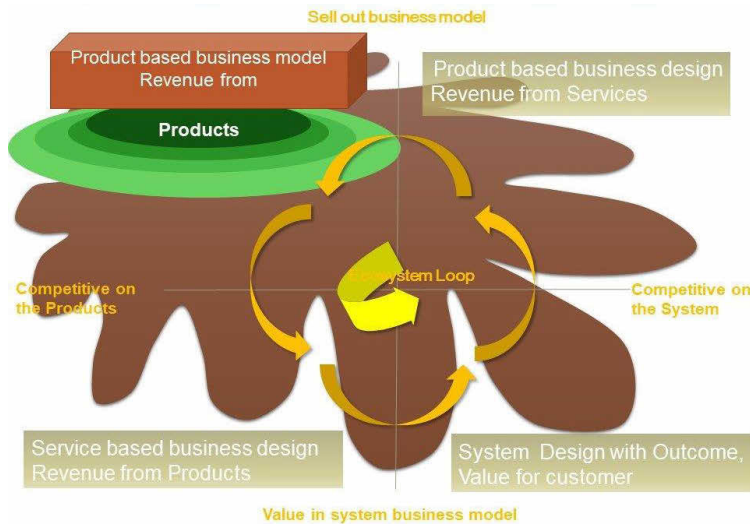 Sell out business model
Product based business model
Revenue from
Products
Product based business design
Revenue from Services
Competitive on
the Products
Ecosystem Loop
Competitive on
the System
Service based business design
Revenue from Products
System Design with Outcome,
Value for customer
Value in system business model